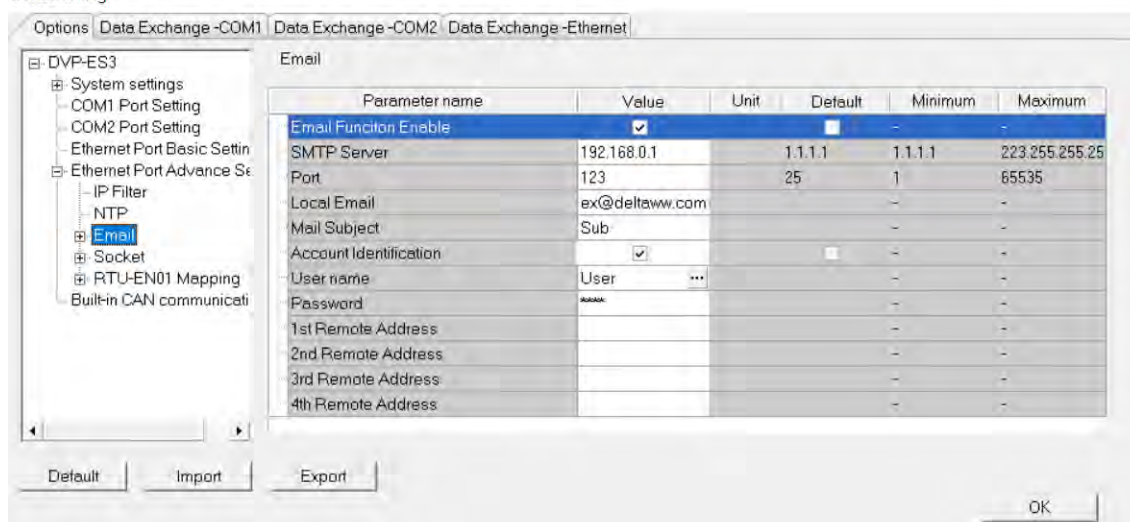 Options Data Exchange -COM1 Data Exchange -COM2 Data Exchange -Ethernet
DVP-ES3
System settings
COM1 Port Setting
COM2 Port Setting
Ethernet Port Basic Settin
Ethernet Port Advance Se
IP Filter
NTP
Email
Socket
RTU-EN01 Mapping
Built-in CAN communicati
Email
Parameter name Value Unit Default Minimum Maximum
Email Funciton Enable - -
SMTP Server 192.168.0.1 1.1.1.1 1.1.1.1 223.255.255.25
Port 123 25 1 65535
Local Email ex@deltaww.com - -
Mail Subject Sub - -
Account Identification - -
User name User ... - -
Password **** - -
1st Remote Address - -
2nd Remote Address - -
3rd Remote Address - -
4th Remote Address - -
Default Import Export
OK